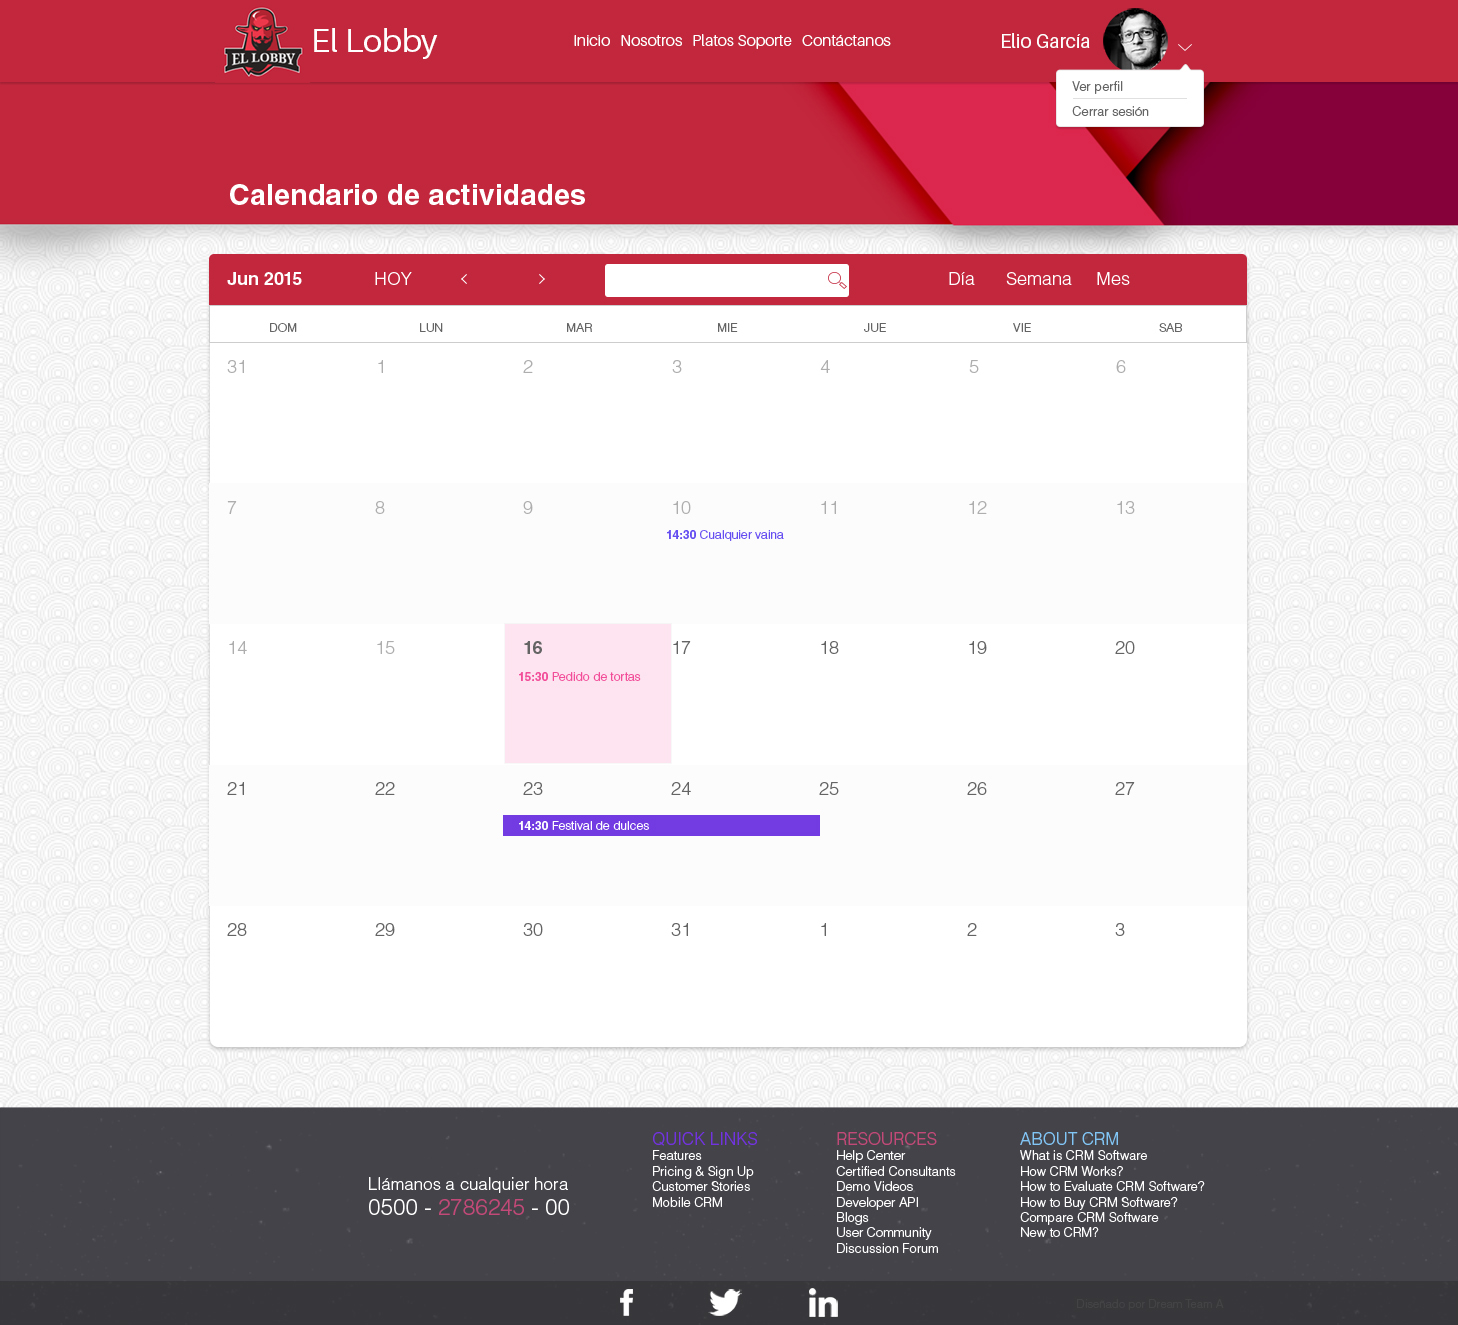 EL LOBBY
El Lobby
Inicio Nosotros Platos Soporte Contáctanos
Elio García
Ver perfil
Cerrar sesión
Calendario de actividades
Jun 2015 HOY < > Día Semana Mes
DOM LUN MAR MIE JUE VIE SAB
31 1 2 3 4 5 6
7 8 9 10 11 12 13
14:30 Cualquier vaina
14 15 16 17 18 19 20
15:30 Pedido de tortas
21 22 23 24 25 26 27
14:30 Festival de dulces
28 29 30 31 1 2 3
Llámanos a cualquier hora
0500 - 2786245 - 00
QUICK LINKS
Features
Pricing & Sign Up
Customer Stories
Mobile CRM
RESOURCES
Help Center
Certified Consultants
Demo Videos
Developer API
Blogs
User Community
Discussion Forum
ABOUT CRM
What is CRM Software
How CRM Works?
How to Evaluate CRM Software?
How to Buy CRM Software?
Compare CRM Software
New to CRM?
Diseñado por Dream Team A